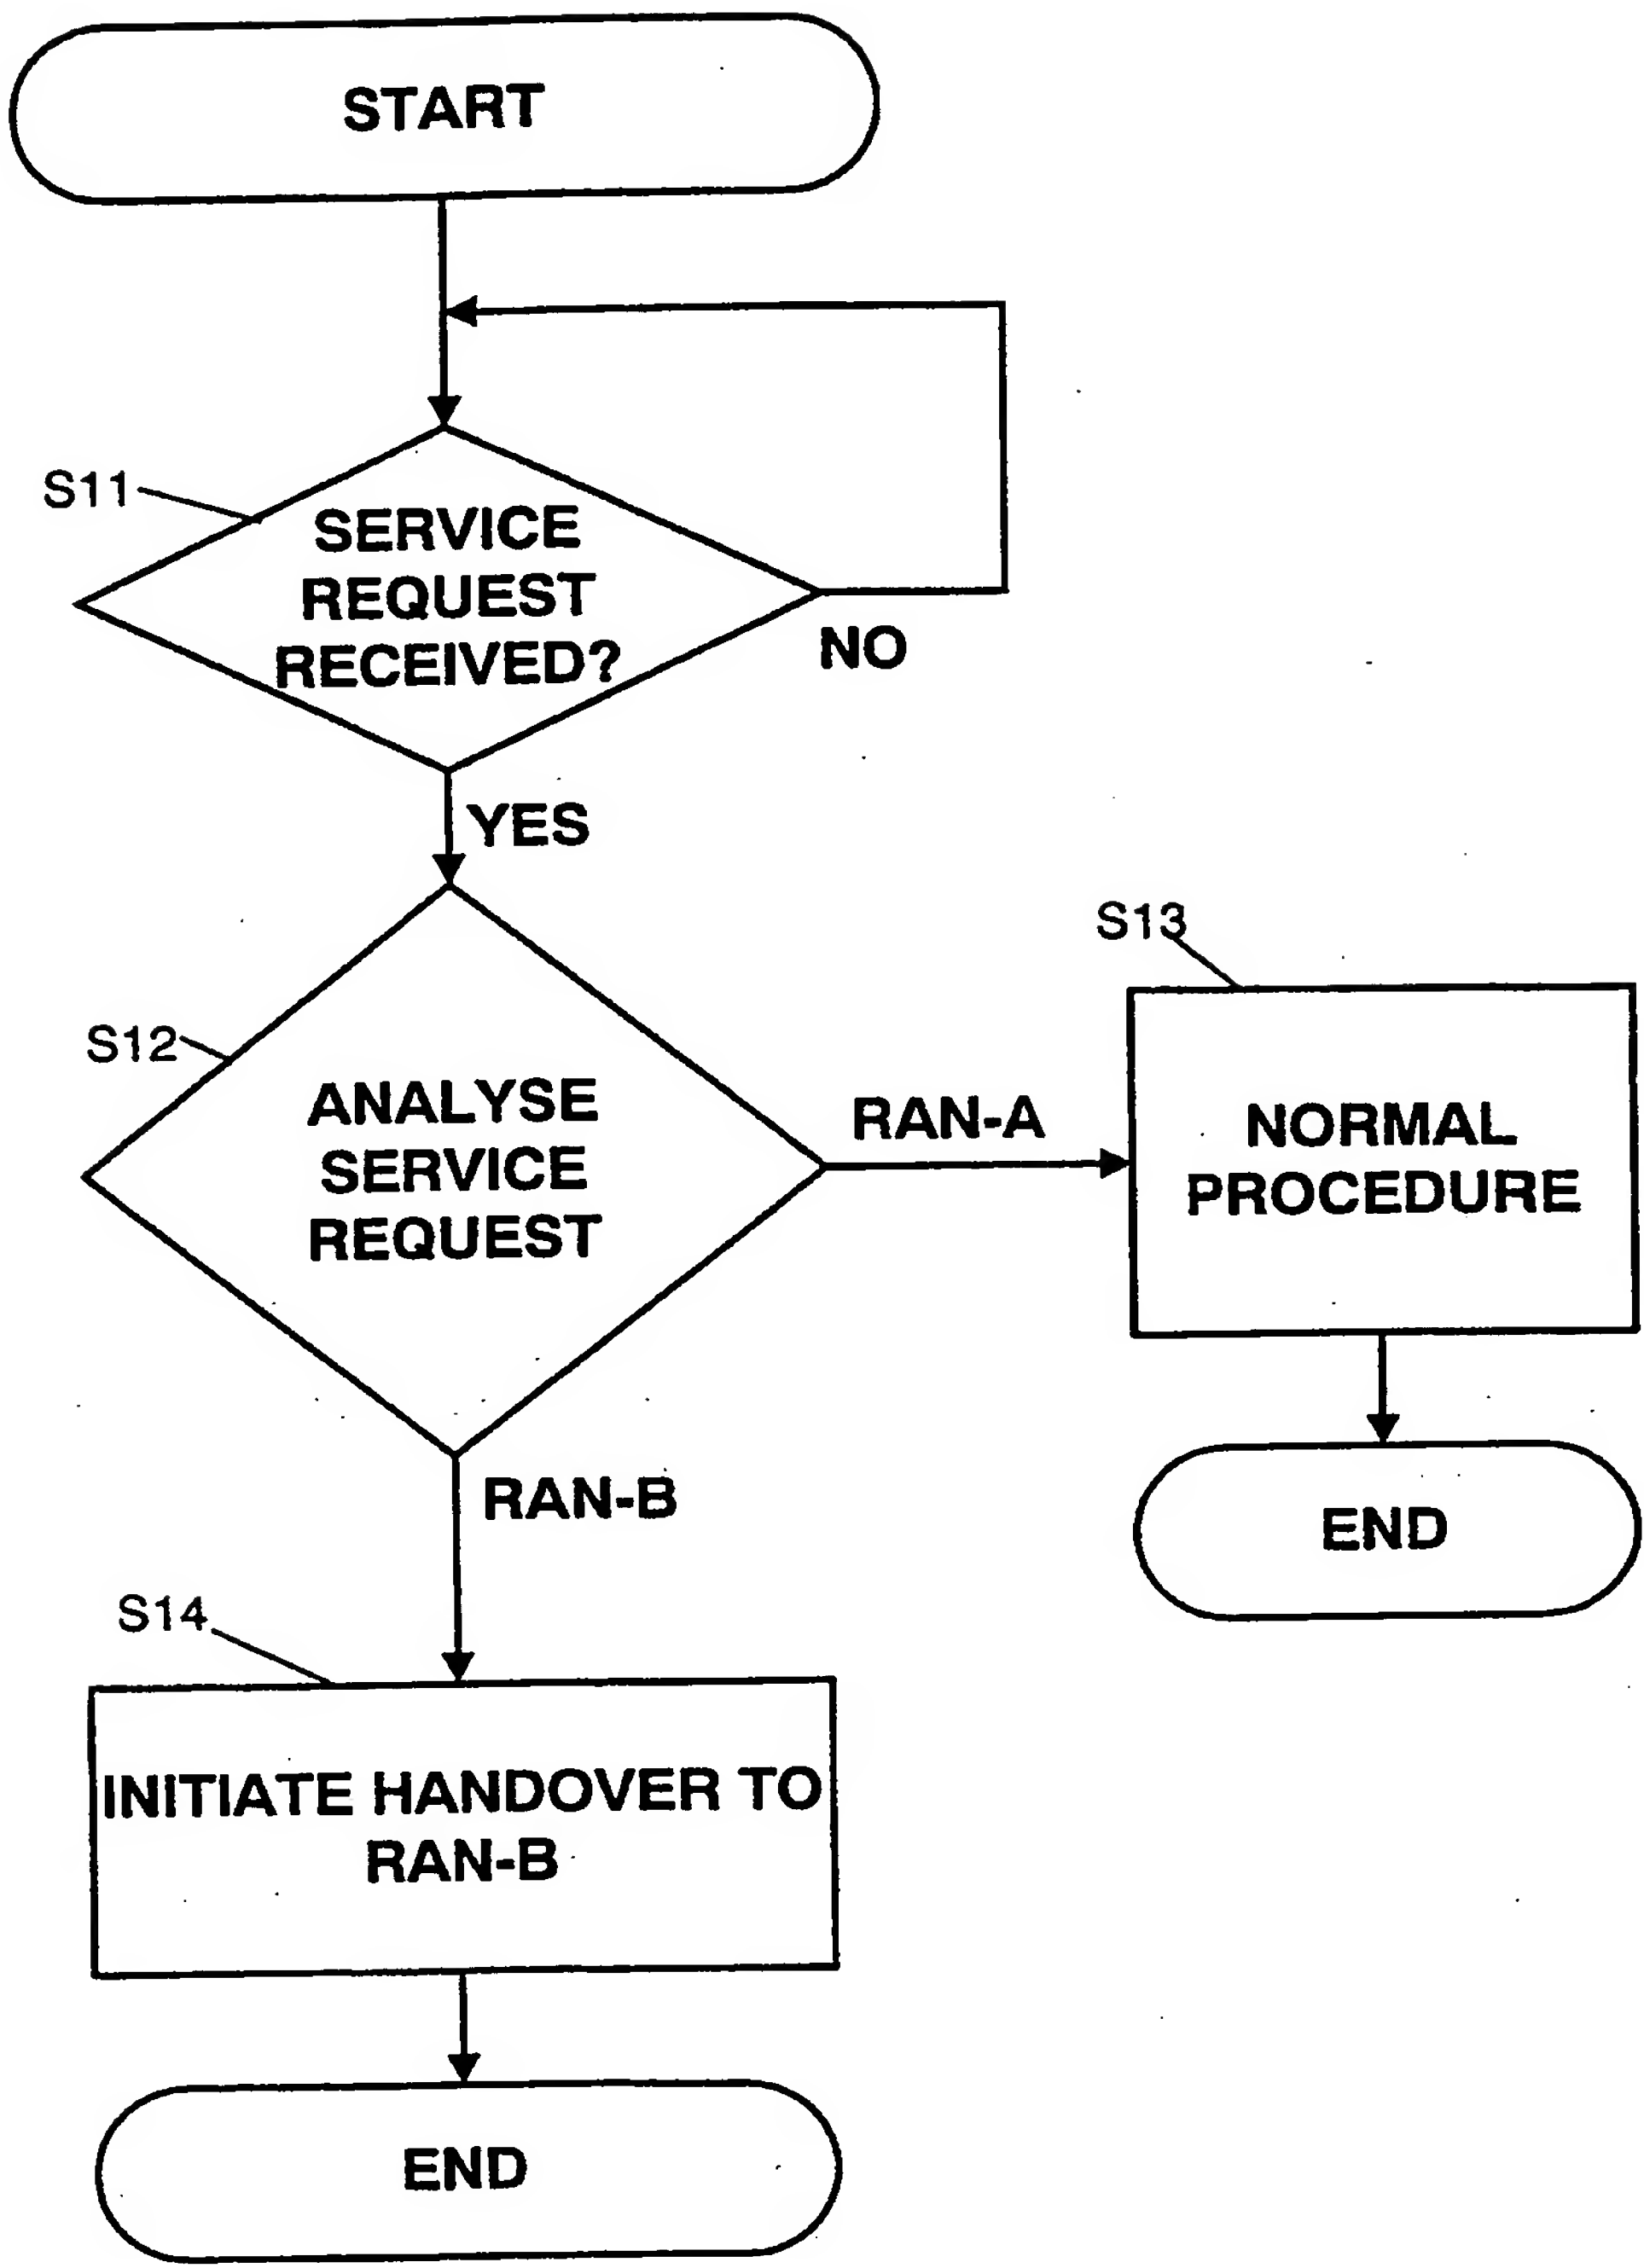 START
S11
SERVICE
REQUEST
RECEIVED?
NO
YES
S12
ANALYSE
SERVICE
REQUEST
RAN-A
S13
NORMAL
PROCEDURE
END
RAN-B
S14
INITIATE HANDOVER TO
RAN-B
END